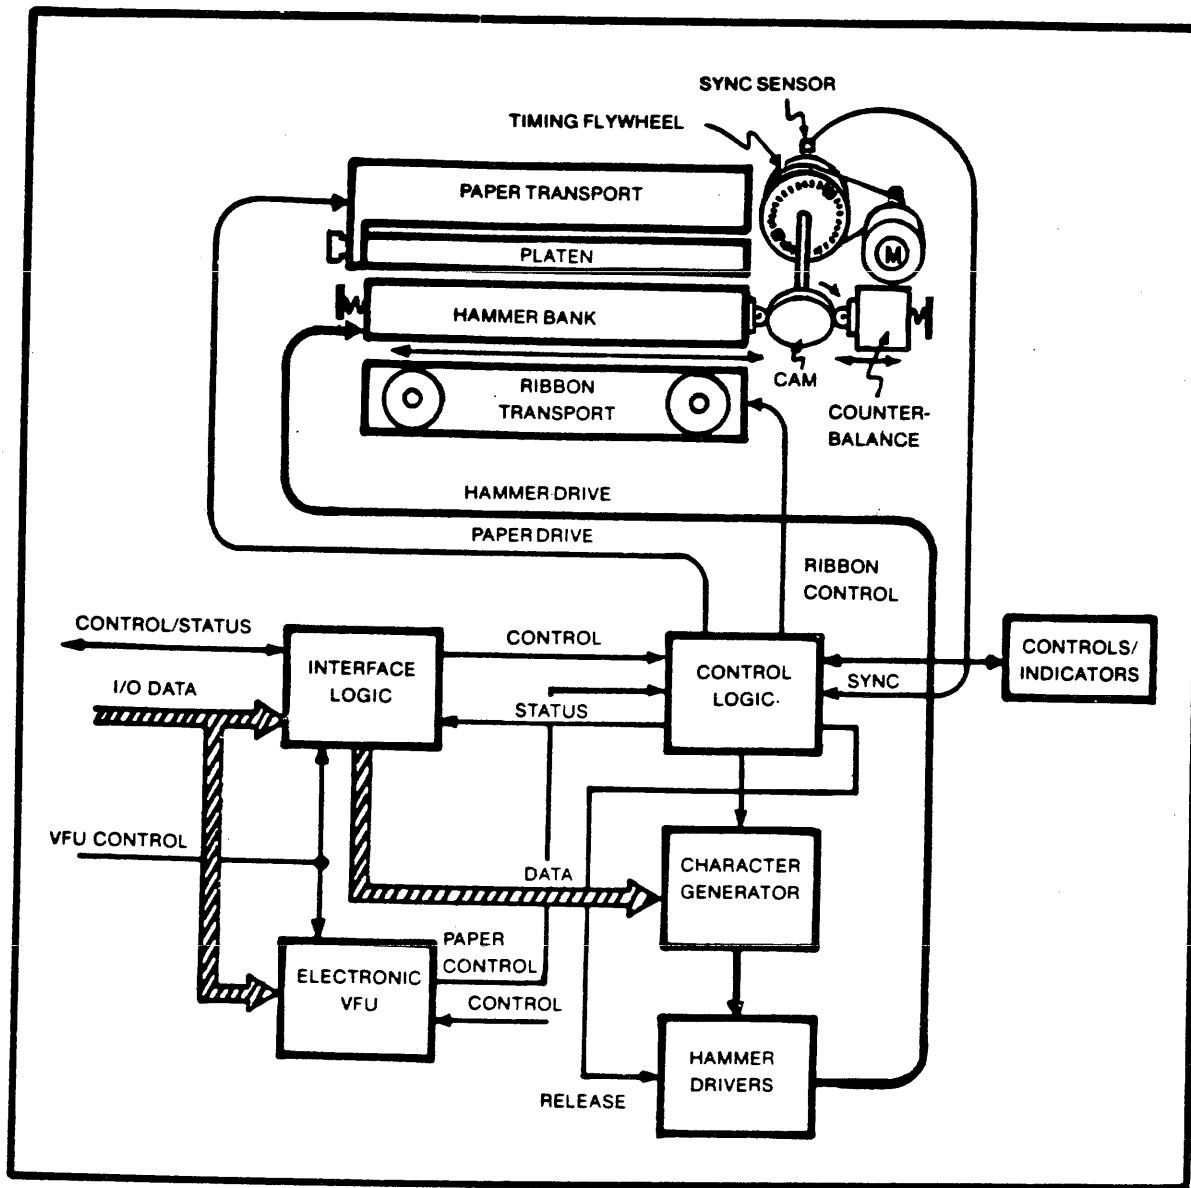 SYNC SENSOR
TIMING FLYWHEEL
PAPER TRANSPORT
PLATEN
M
HAMMER BANK
CAM
RIBBON
TRANSPORT
COUNTER-
BALANCE
HAMMER DRIVE
PAPER DRIVE
RIBBON
CONTROL
CONTROL/STATUS
INTERFACE
LOGIC
CONTROL
CONTROL
LOGIC
CONTROLS/
INDICATORS
I/O DATA
STATUS
SYNC
VFU CONTROL
DATA
CHARACTER
GENERATOR
PAPER
CONTROL
ELECTRONIC
VFU
CONTROL
HAMMER
DRIVERS
RELEASE